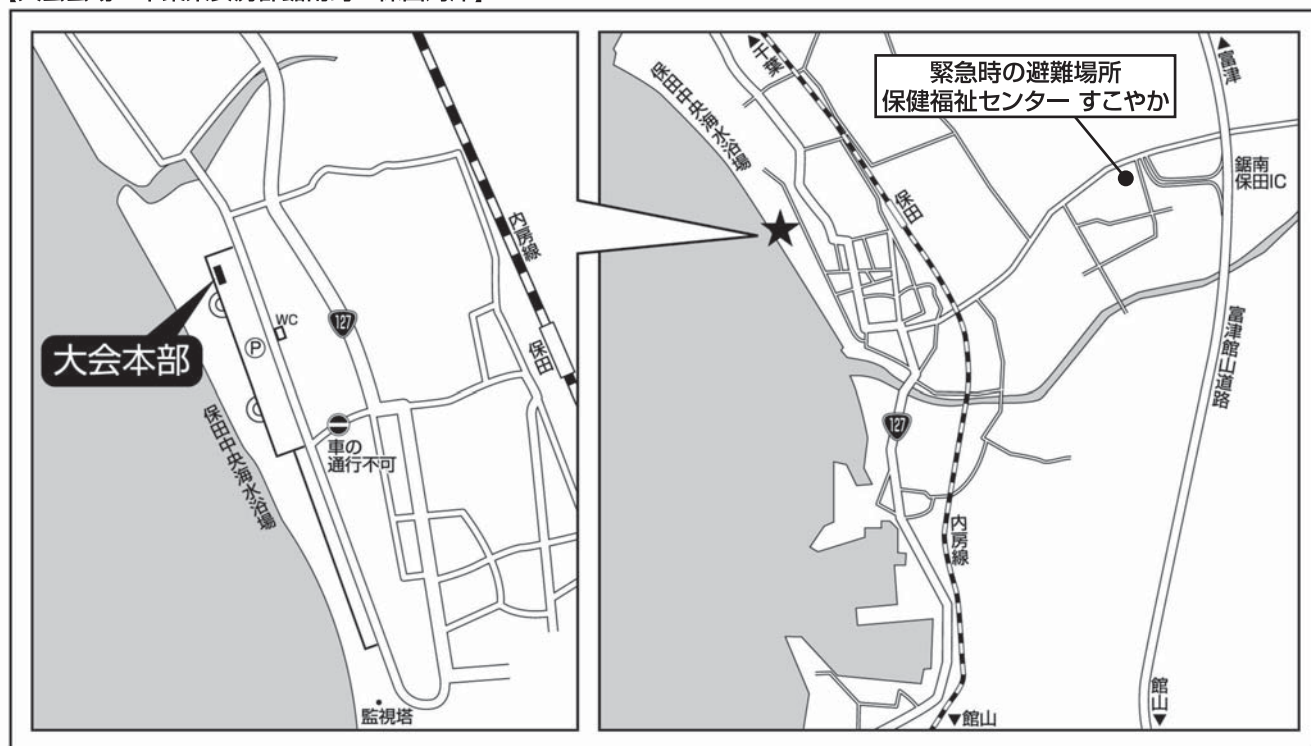 大会本部
WC
P
127
内房線
保田
車の
通行不可
保田中央海水浴場
監視塔
▲千葉
保田中央海水浴場
緊急時の避難場所
保健福祉センター すこやか
▲富津
鋸南
保田IC
保田
富津館山道路
127
内房線
▼館山
館山▼